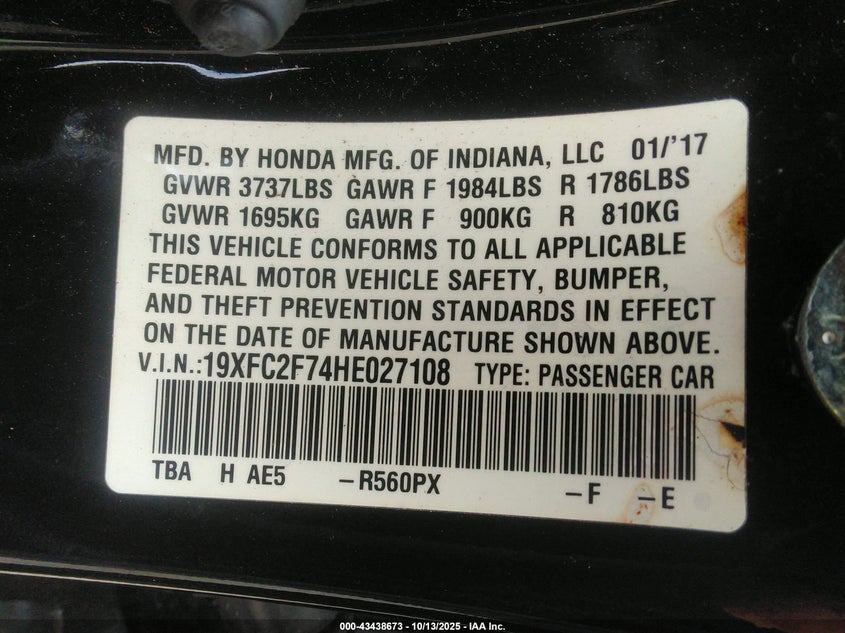 MFD. BY HONDA MFG. OF INDIANA, LLC 01/'17
GVWR 3737LBS GAWR F 1984LBS R 1786LBS
GVWR 1695KG GAWR F 900KG R 810KG
THIS VEHICLE CONFORMS TO ALL APPLICABLE
FEDERAL MOTOR VEHICLE SAFETY, BUMPER,
AND THEFT PREVENTION STANDARDS IN EFFECT
ON THE DATE OF MANUFACTURE SHOWN ABOVE.
V.I.N.:19XFC2F74HE027108 TYPE: PASSENGER CAR
TBA H AE5 –R560PX –F –E
000-43438673 - 10/13/2025 - IAA Inc.